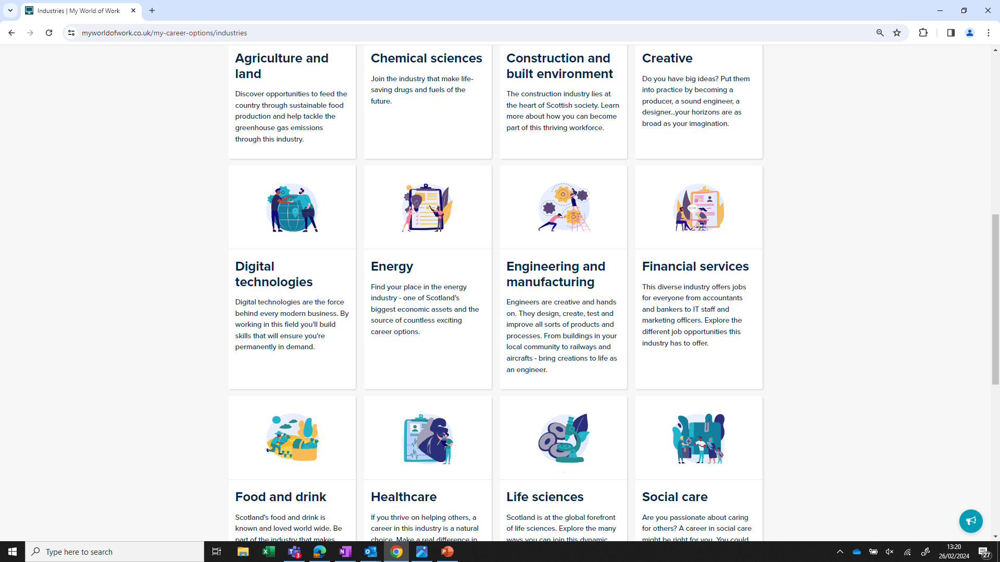 Industries | My World of Work
myworldofwork.co.uk/my-career-options/industries
Agriculture and
land
Discover opportunities to feed the
country through sustainable food
production and help tackle the
greenhouse gas emissions
through this industry.
Chemical sciences
Join the industry that make life-
saving drugs and fuels of the
future.
Construction and
built environment
The construction industry lies at
the heart of Scottish society. Learn
more about how you can become
part of this thriving workforce.
Creative
Do you have big ideas? Put them
into practice by becoming a
producer, a sound engineer, a
designer...your horizons are as
broad as your imagination.
Digital
technologies
Digital technologies are the force
behind every modern business. By
working in this field you'll build
skills that will ensure you're
permanently in demand.
Energy
Find your place in the energy
industry - one of Scotland's
biggest economic assets and the
source of countless exciting
career options.
Engineering and
manufacturing
Engineers are creative and hands
on. They design, create, test and
improve all sorts of products and
processes. From buildings in your
local community to railways and
aircrafts - bring creations to life as
an engineer.
Financial services
This diverse industry offers jobs
for everyone from accountants
and bankers to IT staff and
marketing officers. Explore the
different job opportunities this
industry has to offer.
Food and drink
Scotland's food and drink is
known and loved world wide. Be
part of the industry that makes
Healthcare
If you thrive on helping others, a
career in this industry is a natural
choice. Make a real difference in
Life sciences
Scotland is at the global forefront
of life sciences. Explore the many
ways you can join this dynamic
Social care
Are you passionate about caring
for others? A career in social care
might be right for you. You could
Type here to search
3
13:20
26/02/2024
27